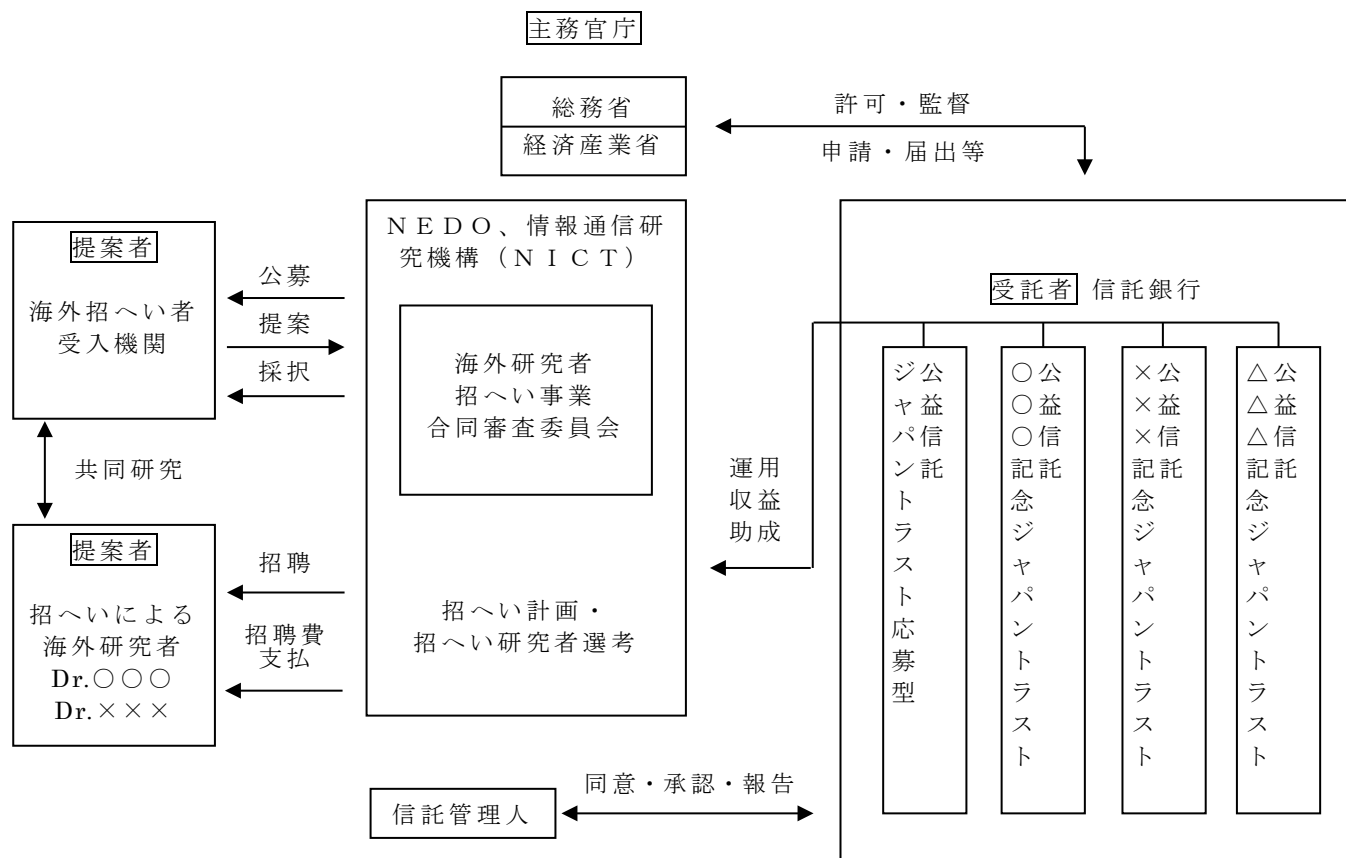 主務官庁
総務省
経済産業省
許可・監督
申請・届出等
提案者
海外招へい者
受入機関
公募
提案
採択
NEDO、情報通信研
究機構（NICT）
海外研究者
招へい事業
合同審査委員会
招へい計画・
招へい研究者選考
共同研究
提案者
招へいによる
海外研究者
Dr.○○○
Dr.×××
招聘
招聘費
支払
運用
収益
助成
受託者 信託銀行
公益信託
ジャパントラスト応募型
公益信託
○○○記念ジャパントラスト
公益信託
×××記念ジャパントラスト
公益信託
△△△記念ジャパントラスト
信託管理人
同意・承認・報告